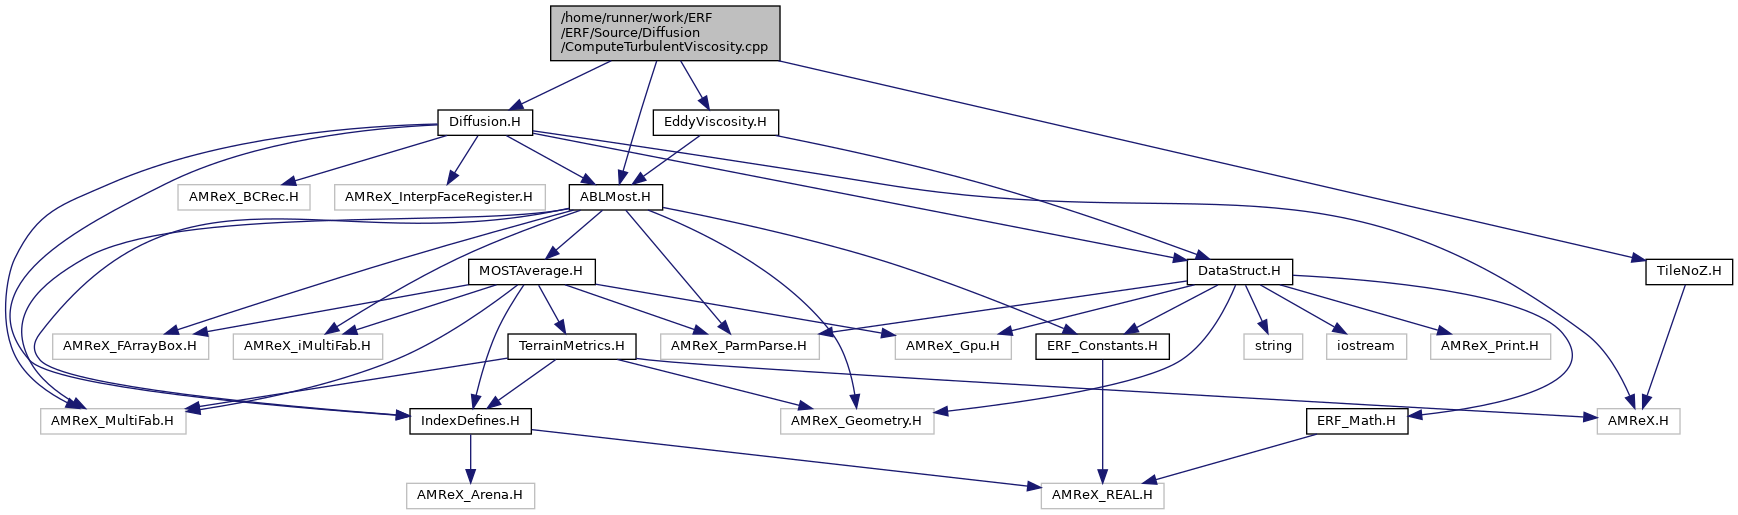 /home/runner/work/ERF
/ERF/Source/Diffusion
/ComputeTurbulentViscosity.cpp
Diffusion.H
EddyViscosity.H
AMReX_BCRec.H
AMReX_InterpFaceRegister.H
ABLMost.H
MOSTAverage.H
DataStruct.H
TileNoZ.H
AMReX_FArrayBox.H
AMReX_iMultiFab.H
TerrainMetrics.H
AMReX_ParmParse.H
AMReX_Gpu.H
ERF_Constants.H
string
iostream
AMReX_Print.H
AMReX_MultiFab.H
IndexDefines.H
AMReX_Geometry.H
ERF_Math.H
AMReX.H
AMReX_Arena.H
AMReX_REAL.H